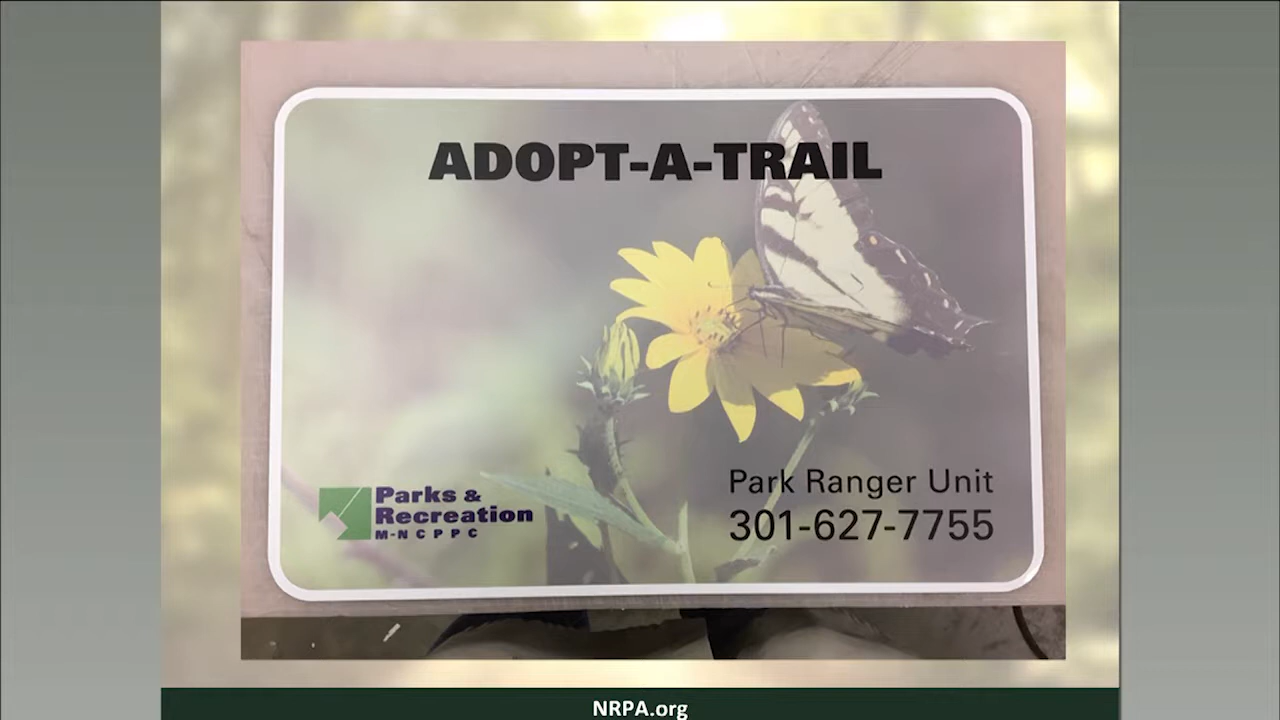 ADOPT-A-TRAIL
Parks &
Recreation
M-NCPPC
Park Ranger Unit
301-627-7755
NRPA.org